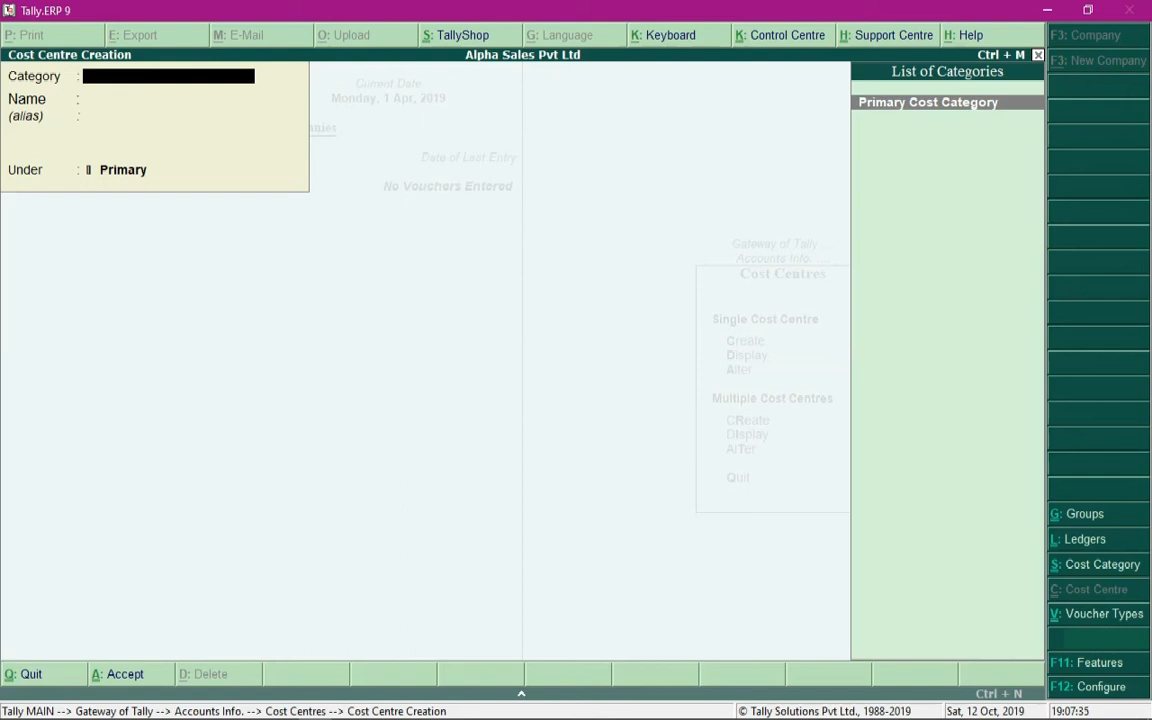 Tally.ERP 9
P: Print E: Export M: E-Mail O: Upload S: TallyShop G: Language K: Keyboard K: Control Centre H: Support Centre H: Help
F3: Company
Cost Centre Creation Alpha Sales Pvt Ltd Ctrl + M
F3: New Company
Category :
Name :
(alias) :
Under : Primary
Current Date
Monday, 1 Apr, 2019
nies
Date of Last Entry
No Vouchers Entered
Gateway of Tally ...
Accounts Info. ....
Cost Centres
Single Cost Centre
Create
Display
Alter
Multiple Cost Centres
CReate
DIsplay
AlTer
Quit
List of Categories
Primary Cost Category
G: Groups
L: Ledgers
S: Cost Category
C: Cost Centre
V: Voucher Types
F11: Features
F12: Configure
Q: Quit A: Accept D: Delete
Ctrl + N
Tally MAIN --> Gateway of Tally --> Accounts Info. --> Cost Centres --> Cost Centre Creation © Tally Solutions Pvt Ltd., 1988-2019 Sat, 12 Oct, 2019 19:07:35